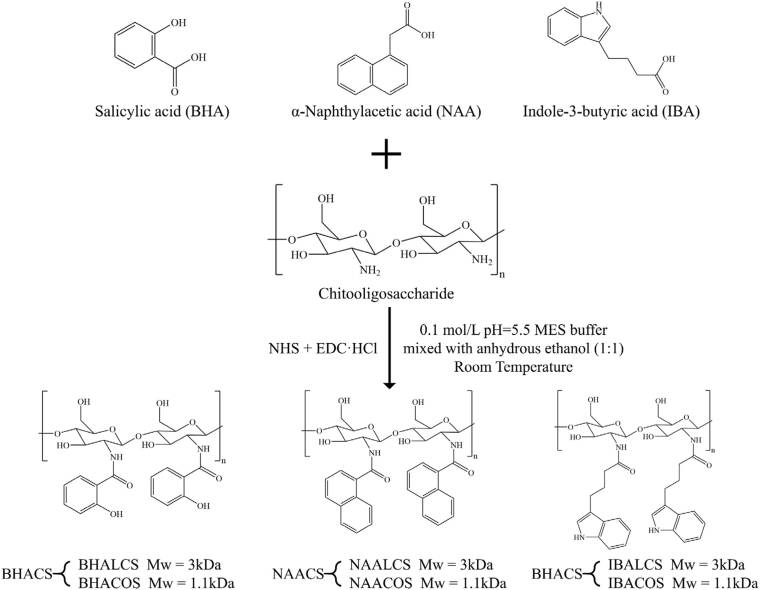 OH
OH
O
O
OH
H
N
OH
O
Salicylic acid (BHA)
α-Naphthylacetic acid (NAA)
Indole-3-butyric acid (IBA)
+
OH
OH
O
O
O
O
HO
HO
NH2
NH2
n
Chitooligosaccharide
NHS + EDC·HCl
0.1 mol/L pH=5.5 MES buffer
mixed with anhydrous ethanol (1:1)
Room Temperature
OH
OH
O
O
O
O
HO
HO
NH
NH
n
O
O
OH
OH
OH
OH
O
O
O
O
HO
HO
NH
NH
n
O
O
OH
OH
O
O
O
O
HO
HO
NH
NH
n
O
O
HN
HN
BHACS
BHALCS Mw = 3kDa
BHACOS Mw = 1.1kDa
NAACS
NAALCS Mw = 3kDa
NAACOS Mw = 1.1kDa
BHACS
IBALCS Mw = 3kDa
IBACOS Mw = 1.1kDa